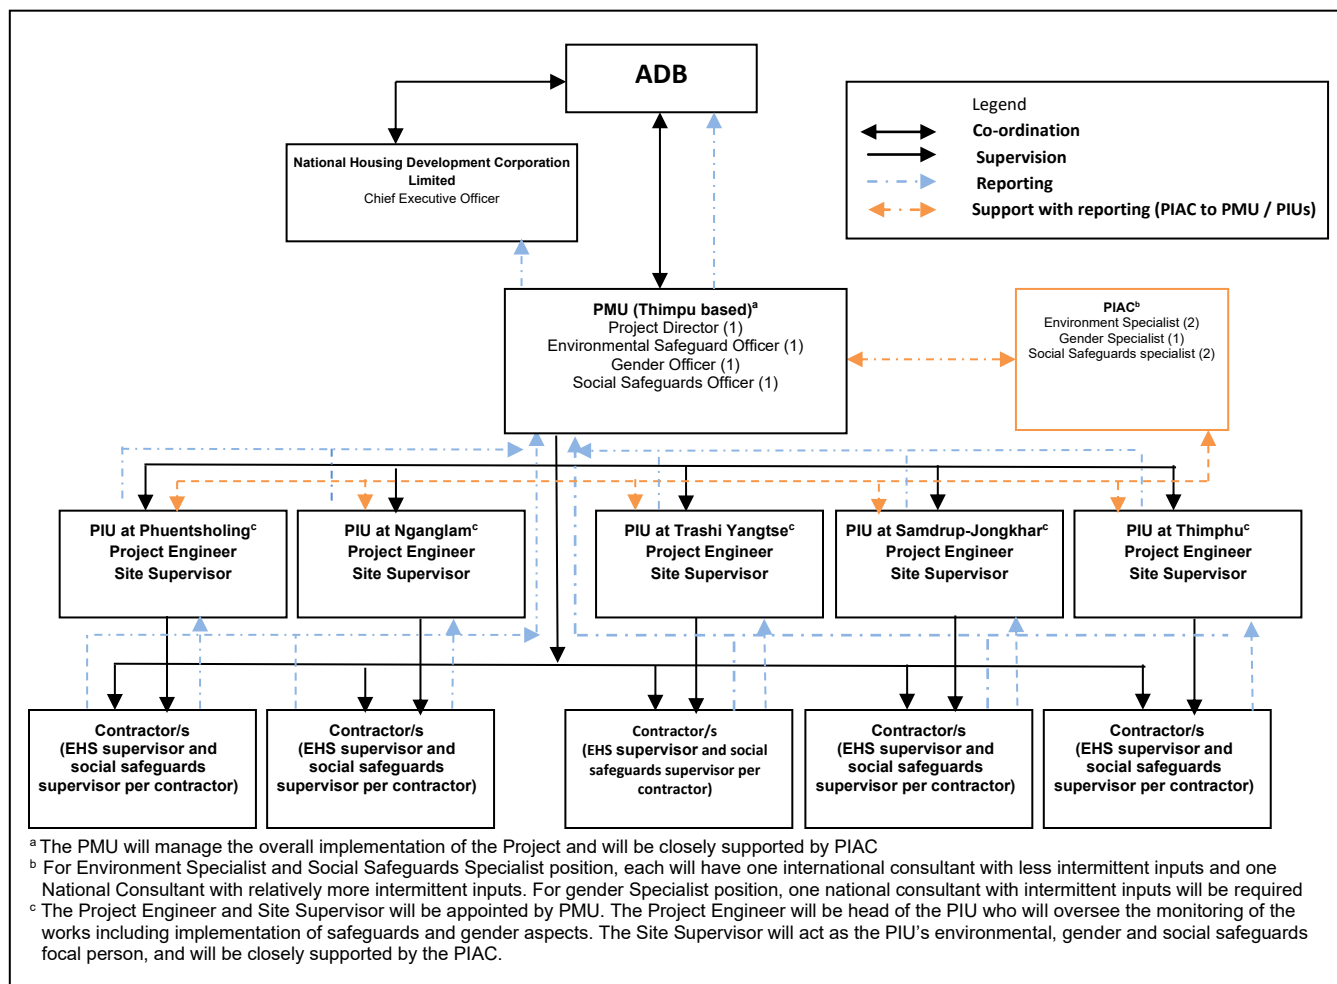 ADB
Legend
Co-ordination
Supervision
Reporting
Support with reporting (PIAC to PMU / PIUs)
National Housing Development Corporation
Limited
Chief Executive Officer
PMU (Thimpu based)ᵃ
Project Director (1)
Environmental Safeguard Officer (1)
Gender Officer (1)
Social Safeguards Officer (1)
PIACᵇ
Environment Specialist (2)
Gender Specialist (1)
Social Safeguards specialist (2)
PIU at Phuentsholingᶜ
Project Engineer
Site Supervisor
PIU at Nganglamᶜ
Project Engineer
Site Supervisor
PIU at Trashi Yangtseᶜ
Project Engineer
Site Supervisor
PIU at Samdrup-Jongkharᶜ
Project Engineer
Site Supervisor
PIU at Thimphuᶜ
Project Engineer
Site Supervisor
Contractor/s
(EHS supervisor and
social safeguards
supervisor per contractor)
Contractor/s
(EHS supervisor and
social safeguards
supervisor per contractor)
Contractor/s
(EHS supervisor and social
safeguards supervisor per
contractor)
Contractor/s
(EHS supervisor and
social safeguards
supervisor per contractor)
Contractor/s
(EHS supervisor and
social safeguards
supervisor per contractor)
ᵃ The PMU will manage the overall implementation of the Project and will be closely supported by PIAC
ᵇ For Environment Specialist and Social Safeguards Specialist position, each will have one international consultant with less intermittent inputs and one
National Consultant with relatively more intermittent inputs. For gender Specialist position, one national consultant with intermittent inputs will be required
ᶜ The Project Engineer and Site Supervisor will be appointed by PMU. The Project Engineer will be head of the PIU who will oversee the monitoring of the
works including implementation of safeguards and gender aspects. The Site Supervisor will act as the PIU's environmental, gender and social safeguards
focal person, and will be closely supported by the PIAC.